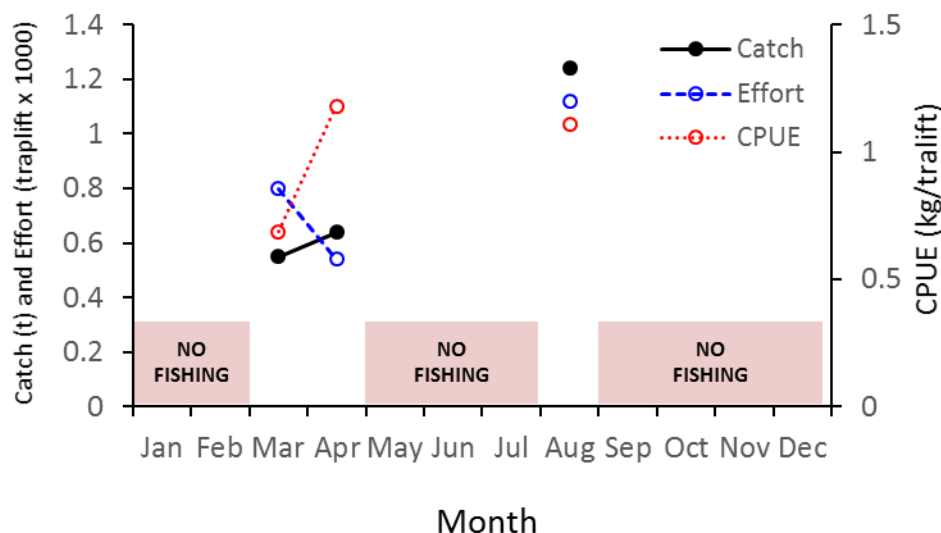 Catch (t) and Effort (traplift x 1000)
1.4
1.2
1
0.8
0.6
0.4
0.2
0
Catch
Effort
CPUE
NO
FISHING
NO
FISHING
NO
FISHING
1.5
1
0.5
0
CPUE (kg/tralift)
Jan Feb Mar Apr May Jun Jul Aug Sep Oct Nov Dec
Month